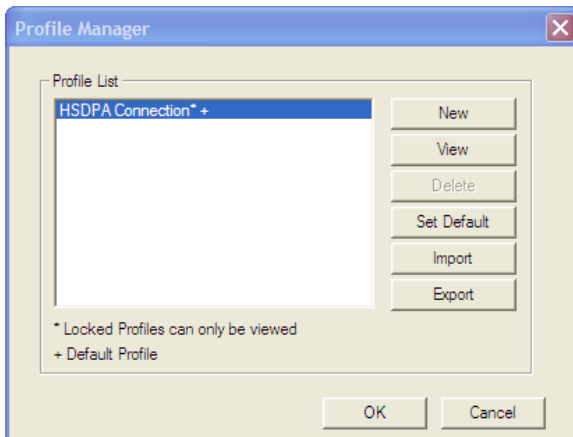 Profile Manager
Profile List
HSDPA Connection* +
New
View
Delete
Set Default
Import
Export
* Locked Profiles can only be viewed
+ Default Profile
OK
Cancel